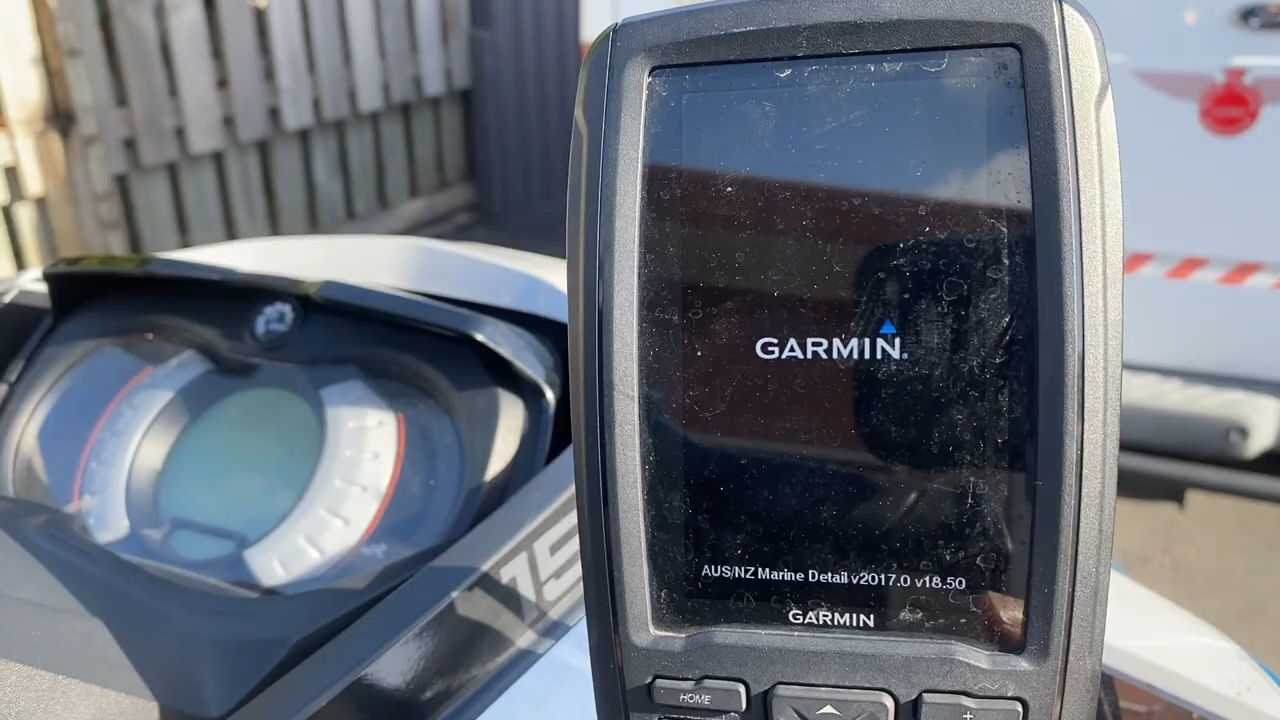 GARMIN
AUS/NZ Marine Detail v2017.0 v18.50
GARMIN
HOME
+